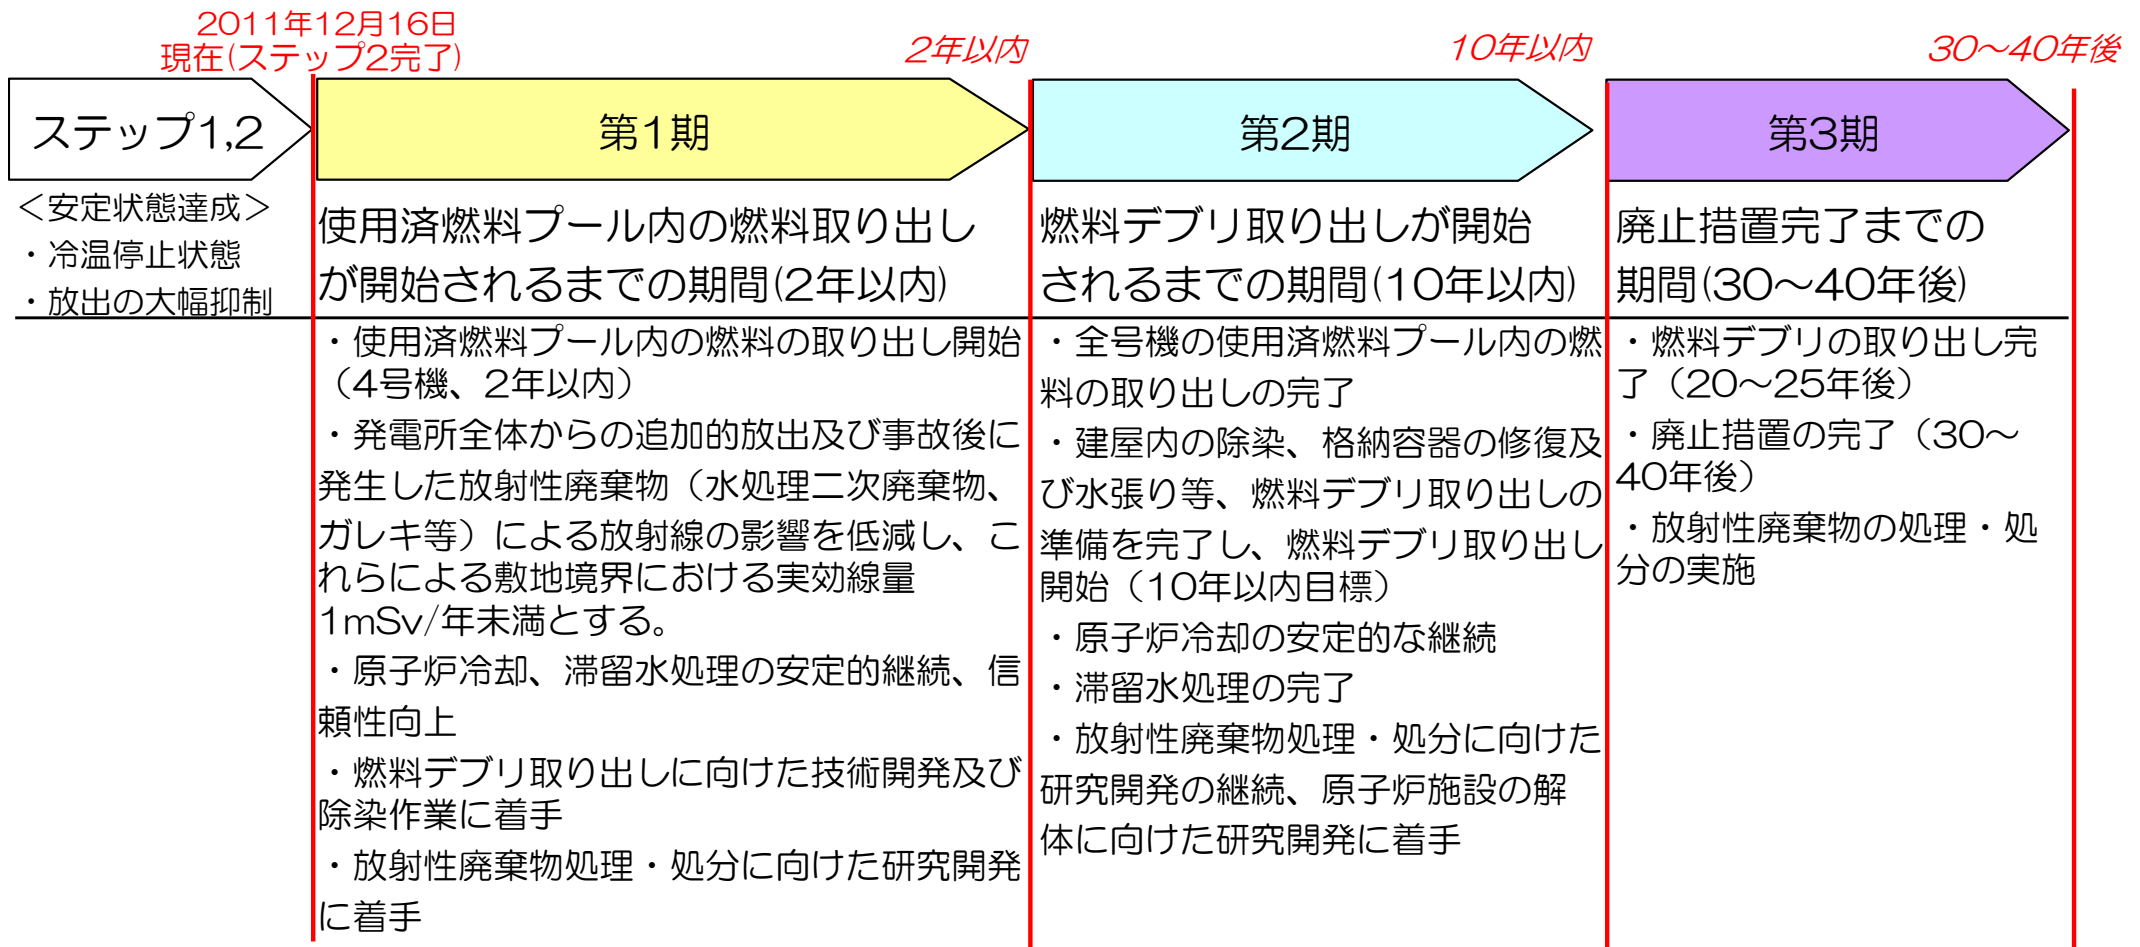 2011年12月16日
現在(ステップ2完了)
2年以内
10年以内
30～40年後
ステップ1,2
第1期
第2期
第3期
＜安定状態達成＞
・冷温停止状態
・放出の大幅抑制
使用済燃料プール内の燃料取り出し
が開始されるまでの期間(2年以内)
燃料デブリ取り出しが開始
されるまでの期間(10年以内)
廃止措置完了までの
期間(30～40年後)
・使用済燃料プール内の燃料の取り出し開始
（4号機、2年以内）
・発電所全体からの追加的放出及び事故後に
発生した放射性廃棄物（水処理二次廃棄物、
ガレキ等）による放射線の影響を低減し、こ
れらによる敷地境界における実効線量
1mSv/年未満とする。
・原子炉冷却、滞留水処理の安定的継続、信
頼性向上
・燃料デブリ取り出しに向けた技術開発及び
除染作業に着手
・放射性廃棄物処理・処分に向けた研究開発
に着手
・全号機の使用済燃料プール内の燃
料の取り出しの完了
・建屋内の除染、格納容器の修復及
び水張り等、燃料デブリ取り出しの
準備を完了し、燃料デブリ取り出し
開始（10年以内目標）
・原子炉冷却の安定的な継続
・滞留水処理の完了
・放射性廃棄物処理・処分に向けた
研究開発の継続、原子炉施設の解
体に向けた研究開発に着手
・燃料デブリの取り出し完
了（20～25年後）
・廃止措置の完了（30～
40年後）
・放射性廃棄物の処理・処
分の実施